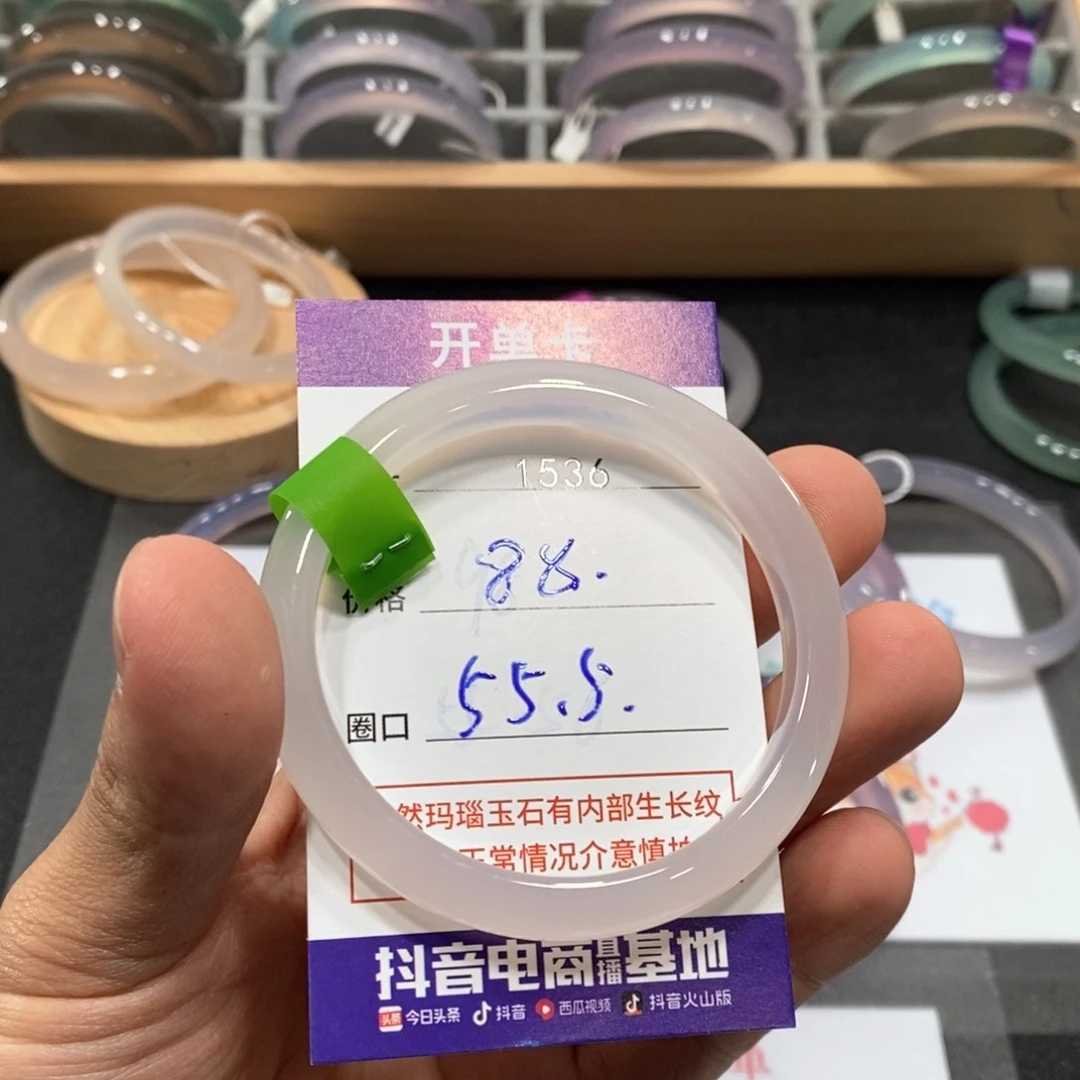 开单卡
1536
价格 88.
圈口 55.5.
然玛瑙玉石有内部生长纹
正常情况介意慎拍
抖音电商直播基地
头条 今日头条 抖音 西瓜视频 抖音火山版